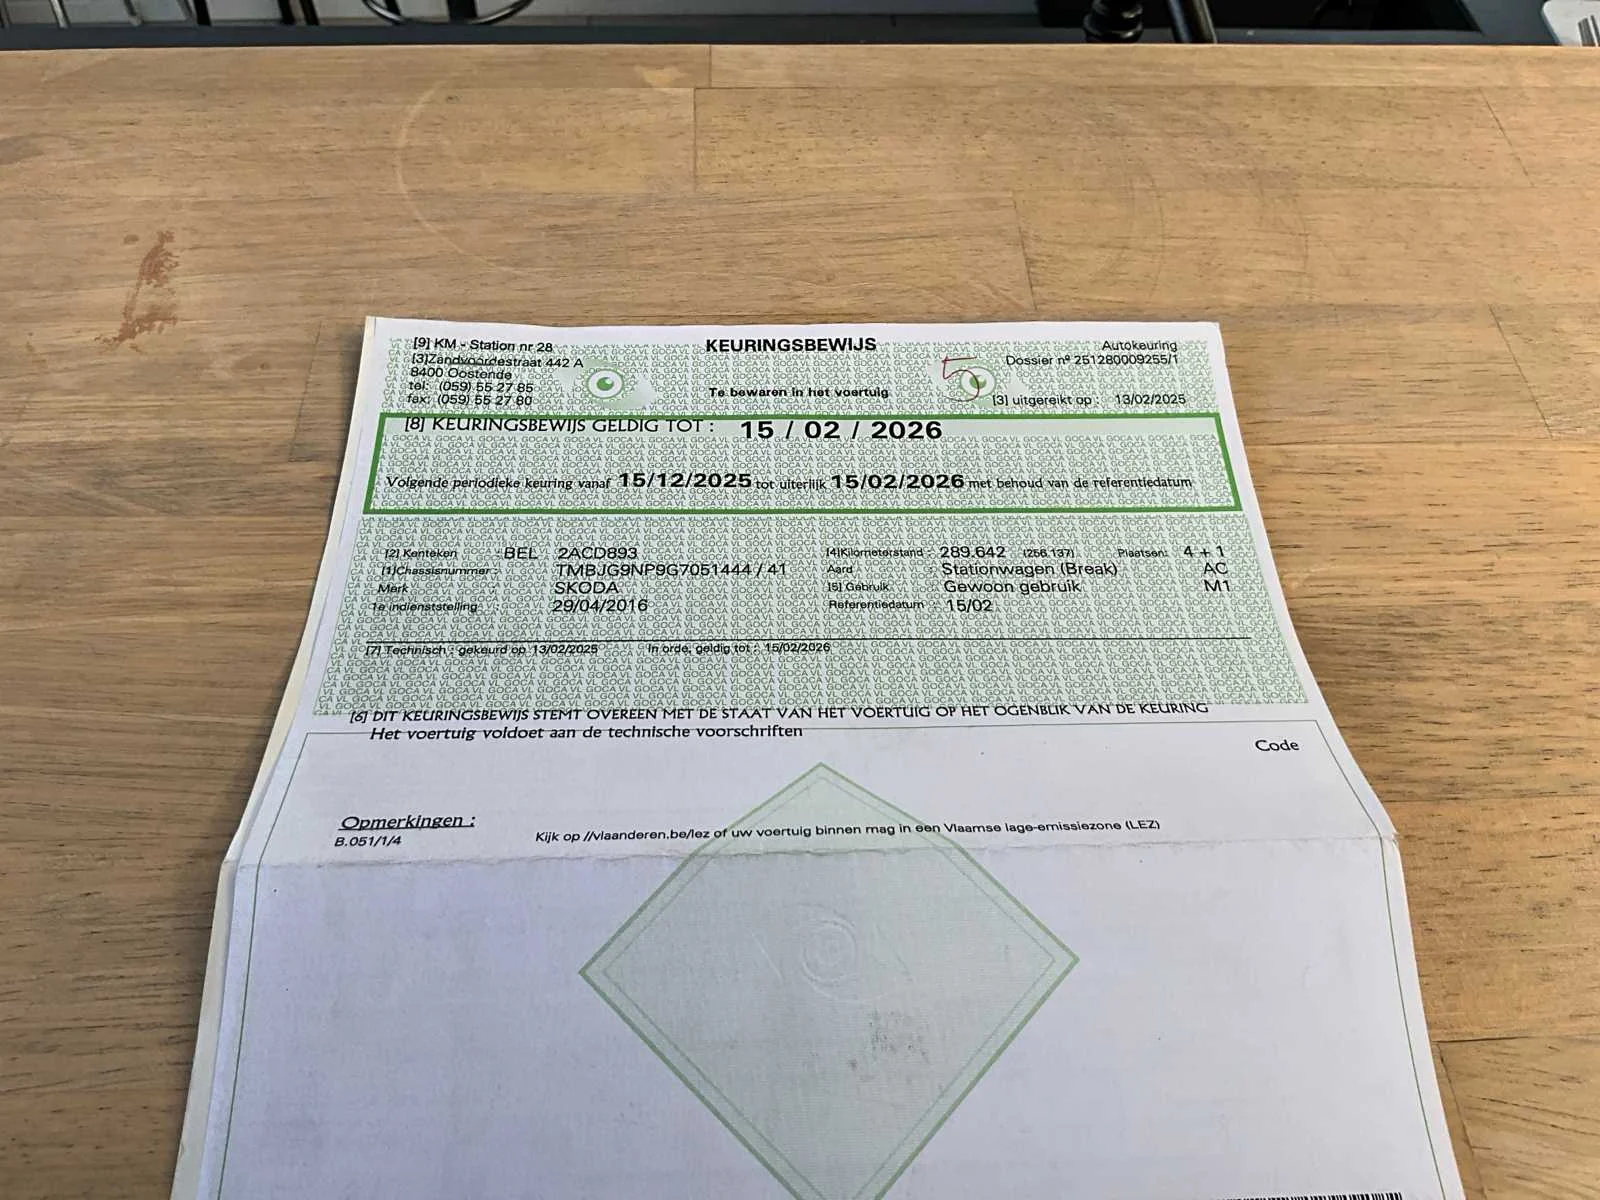 [9] KM - Station nr 28
[3]Zandvoordestraat 442 A
8400 Oostende
tel: (059) 55 27 85
fax: (059) 55 27 80
KEURINGSBEWIJS
Te bewaren in het voertuig
5
Autokeuring
Dossier nº 251280009255/1
[3] uitgereikt op : 13/02/2025
[8] KEURINGSBEWIJS GELDIG TOT : 15 / 02 / 2026
Volgende periodieke keuring vanaf 15/12/2025 tot uiterlijk 15/02/2026 met behoud van de referentiedatum
[2] Kenteken : BEL 2ACD893 [4]Kilometerstand : 289.642 (256.137) Plaatsen: 4 + 1
[1]Chassisnummer : TMBJG9NP9G7051444 / 41 Aard : Stationwagen (Break) AC
Merk SKODA [5] Gebruik : Gewoon gebruik M1
1e indienststelling : 29/04/2016 Referentiedatum : 15/02
[7] Technisch : gekeurd op 13/02/2025 In orde, geldig tot : 15/02/2026
[6] DIT KEURINGSBEWIJS STEMT OVEREEN MET DE STAAT VAN HET VOERTUIG OP HET OGENBLIK VAN DE KEURING
Het voertuig voldoet aan de technische voorschriften
Code
Opmerkingen :
B.051/1/4 Kijk op //vlaanderen.be/lez of uw voertuig binnen mag in een Vlaamse lage-emissiezone (LEZ)